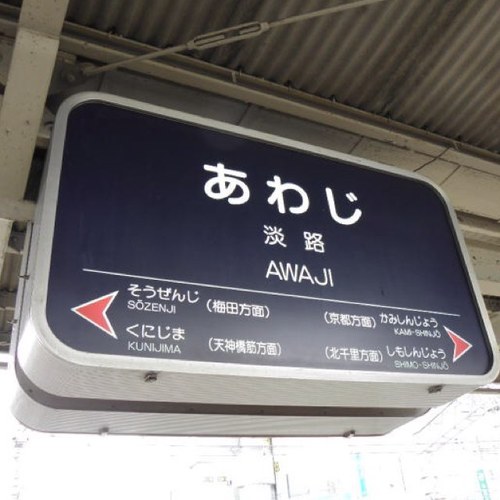 あわじ
淡路
AWAJI
そうぜんじ (梅田方面) (京都方面) かみしんじょう
SŌZENJI KAMI-SHINJŌ
くにじま (天神橋筋方面) (北千里方面) しもしんじょう
KUNIJIMA SHIMO-SHINJŌ